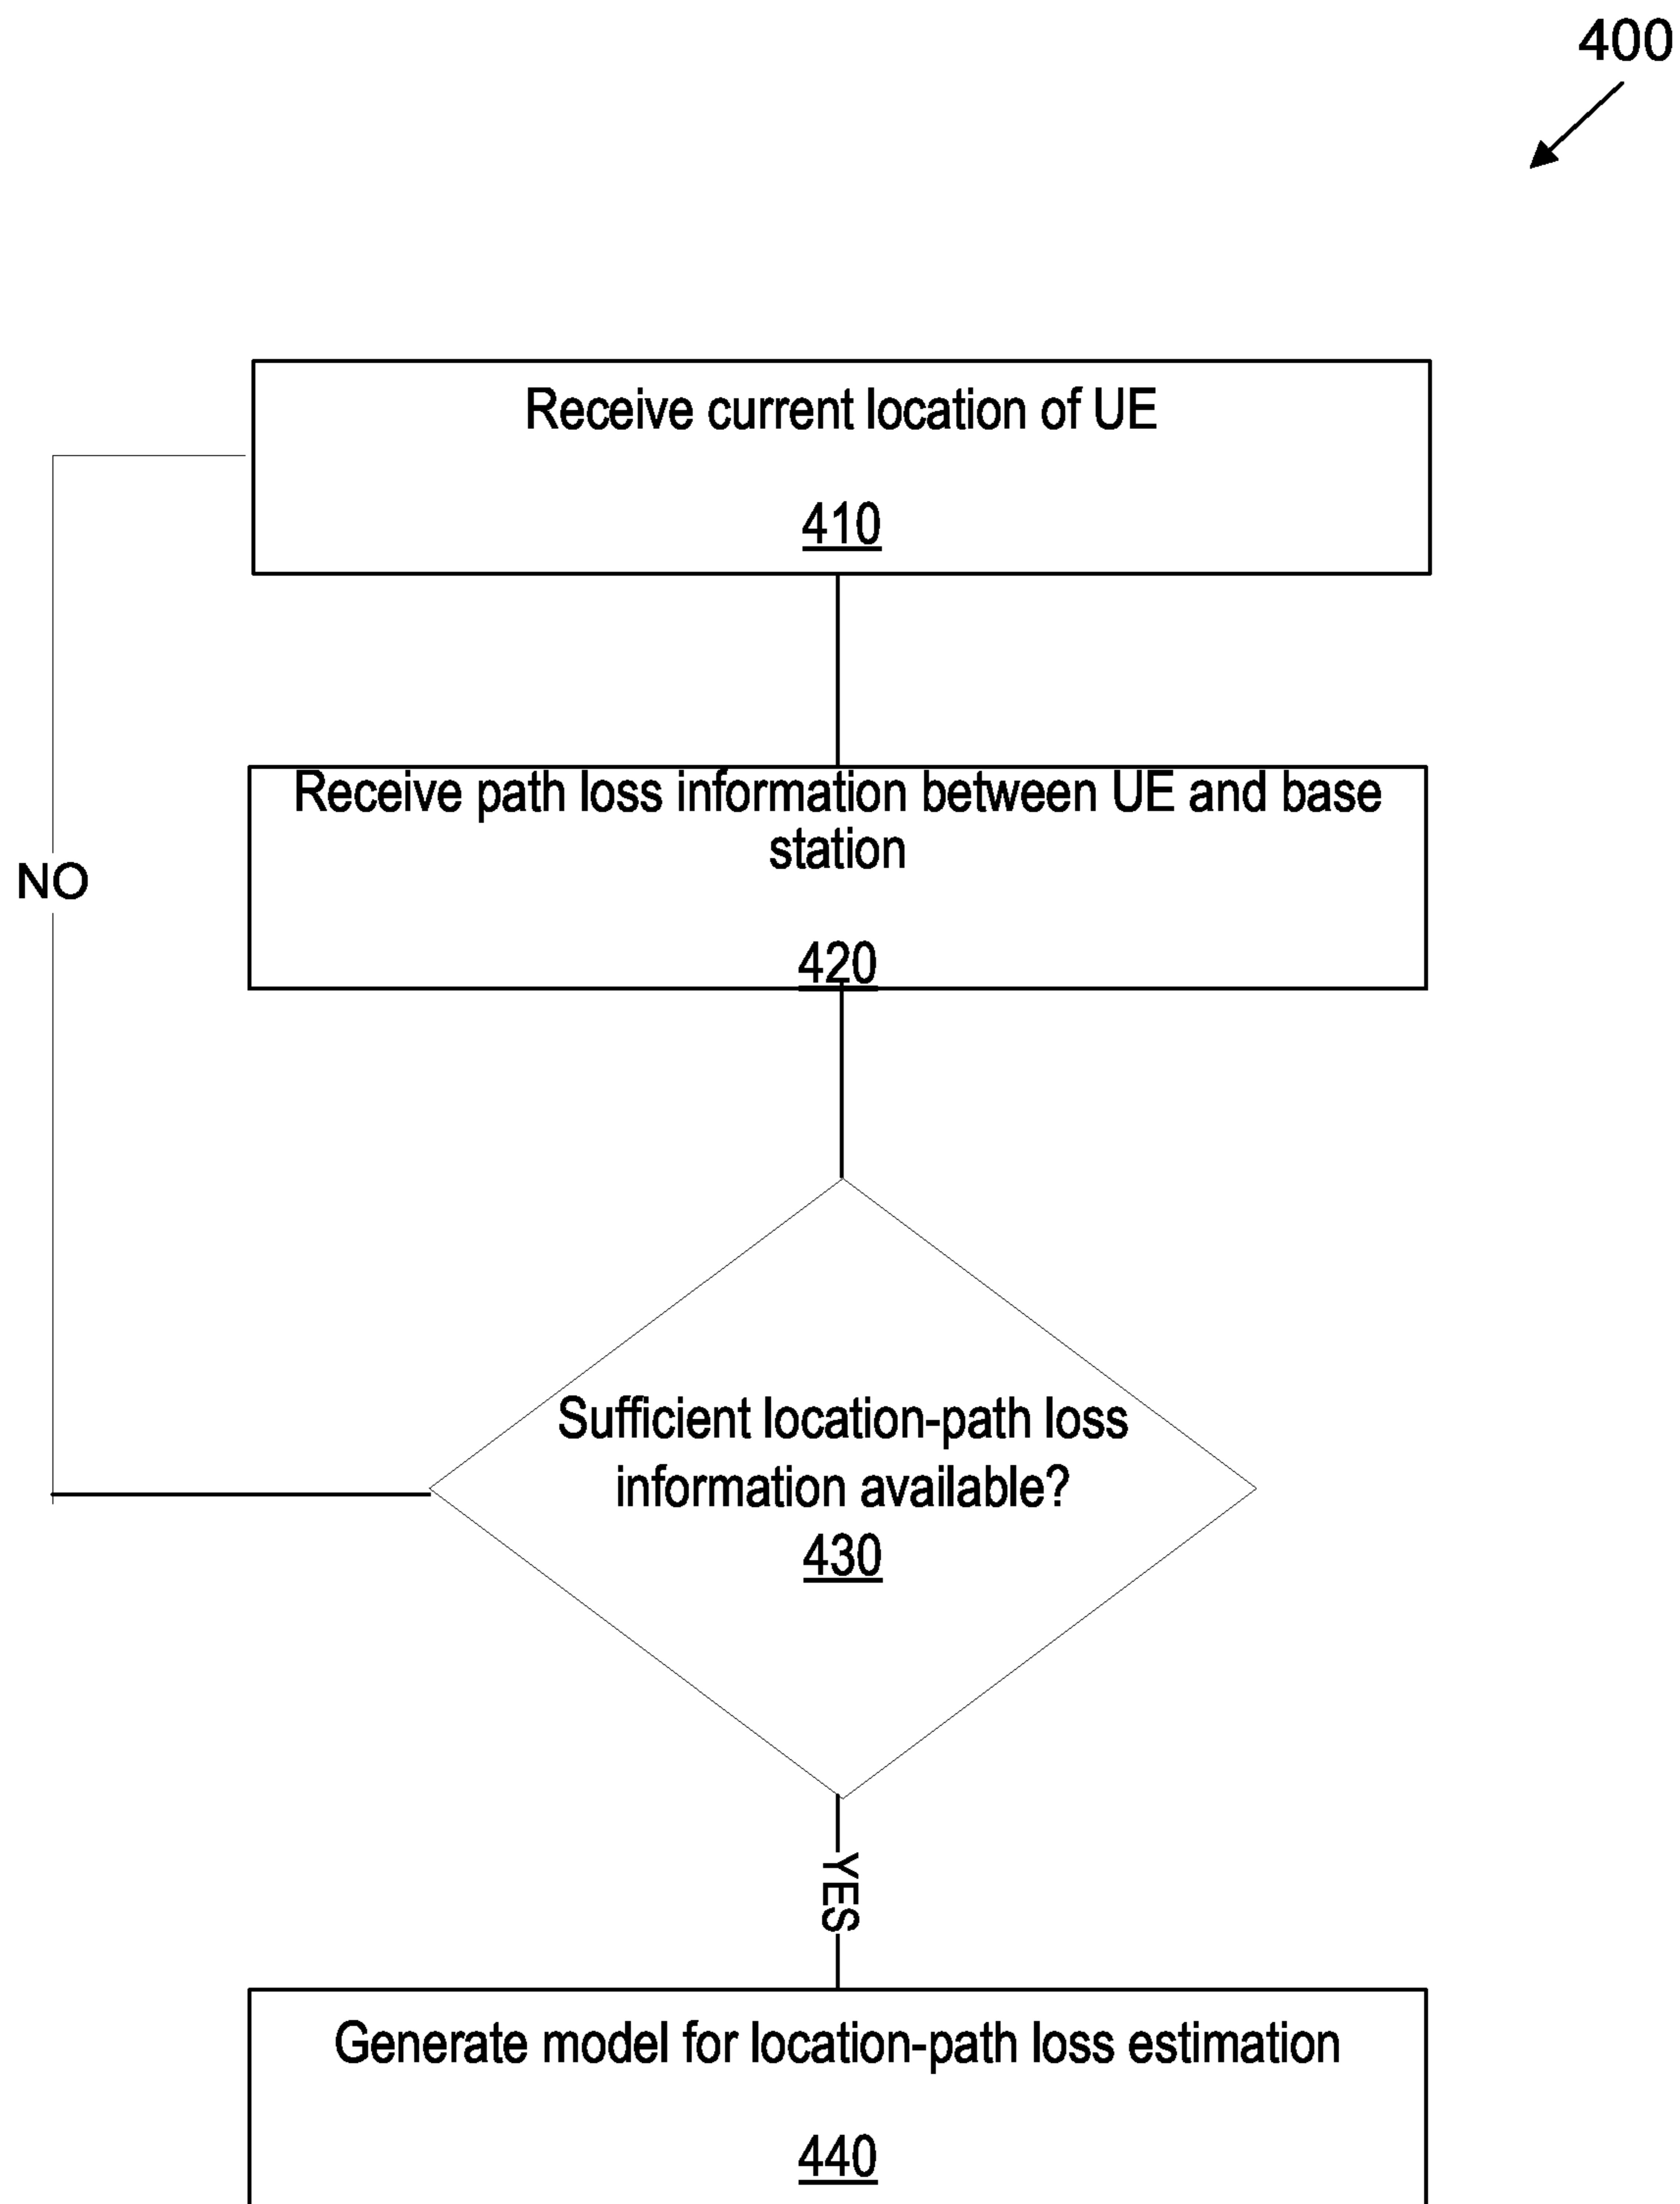 400
Receive current location of UE
410
Receive path loss information between UE and base
station
420
NO
Sufficient location-path loss
information available?
430
YES
Generate model for location-path loss estimation
440